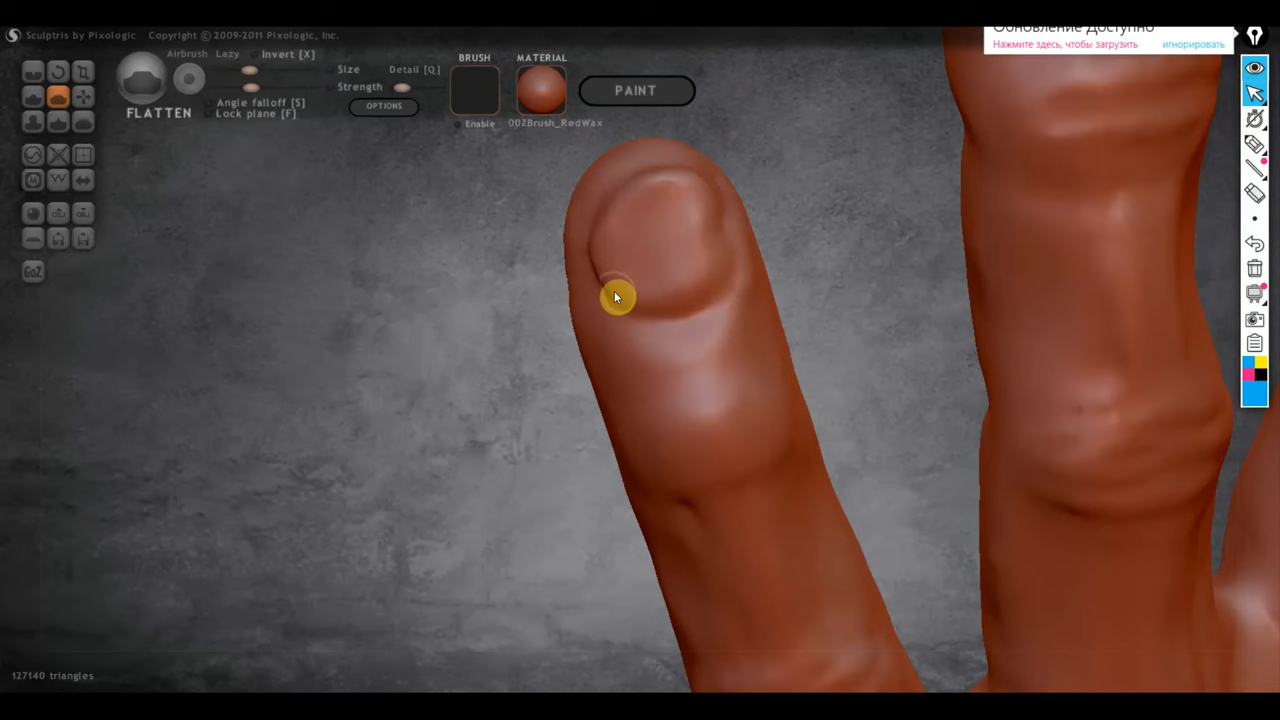 Sculptris by Pixologic Copyright © 2009-2011 Pixologic, Inc.
Обновление Доступно
Нажмите здесь, чтобы загрузить игнорировать
Airbrush Lazy Invert [X]
Size Detail [Q]
Strength
Angle falloff [S]
Lock plane [F]
FLATTEN
OPTIONS
BRUSH
Enable
MATERIAL
00ZBrush_RedWax
PAINT
GoZ
127140 triangles